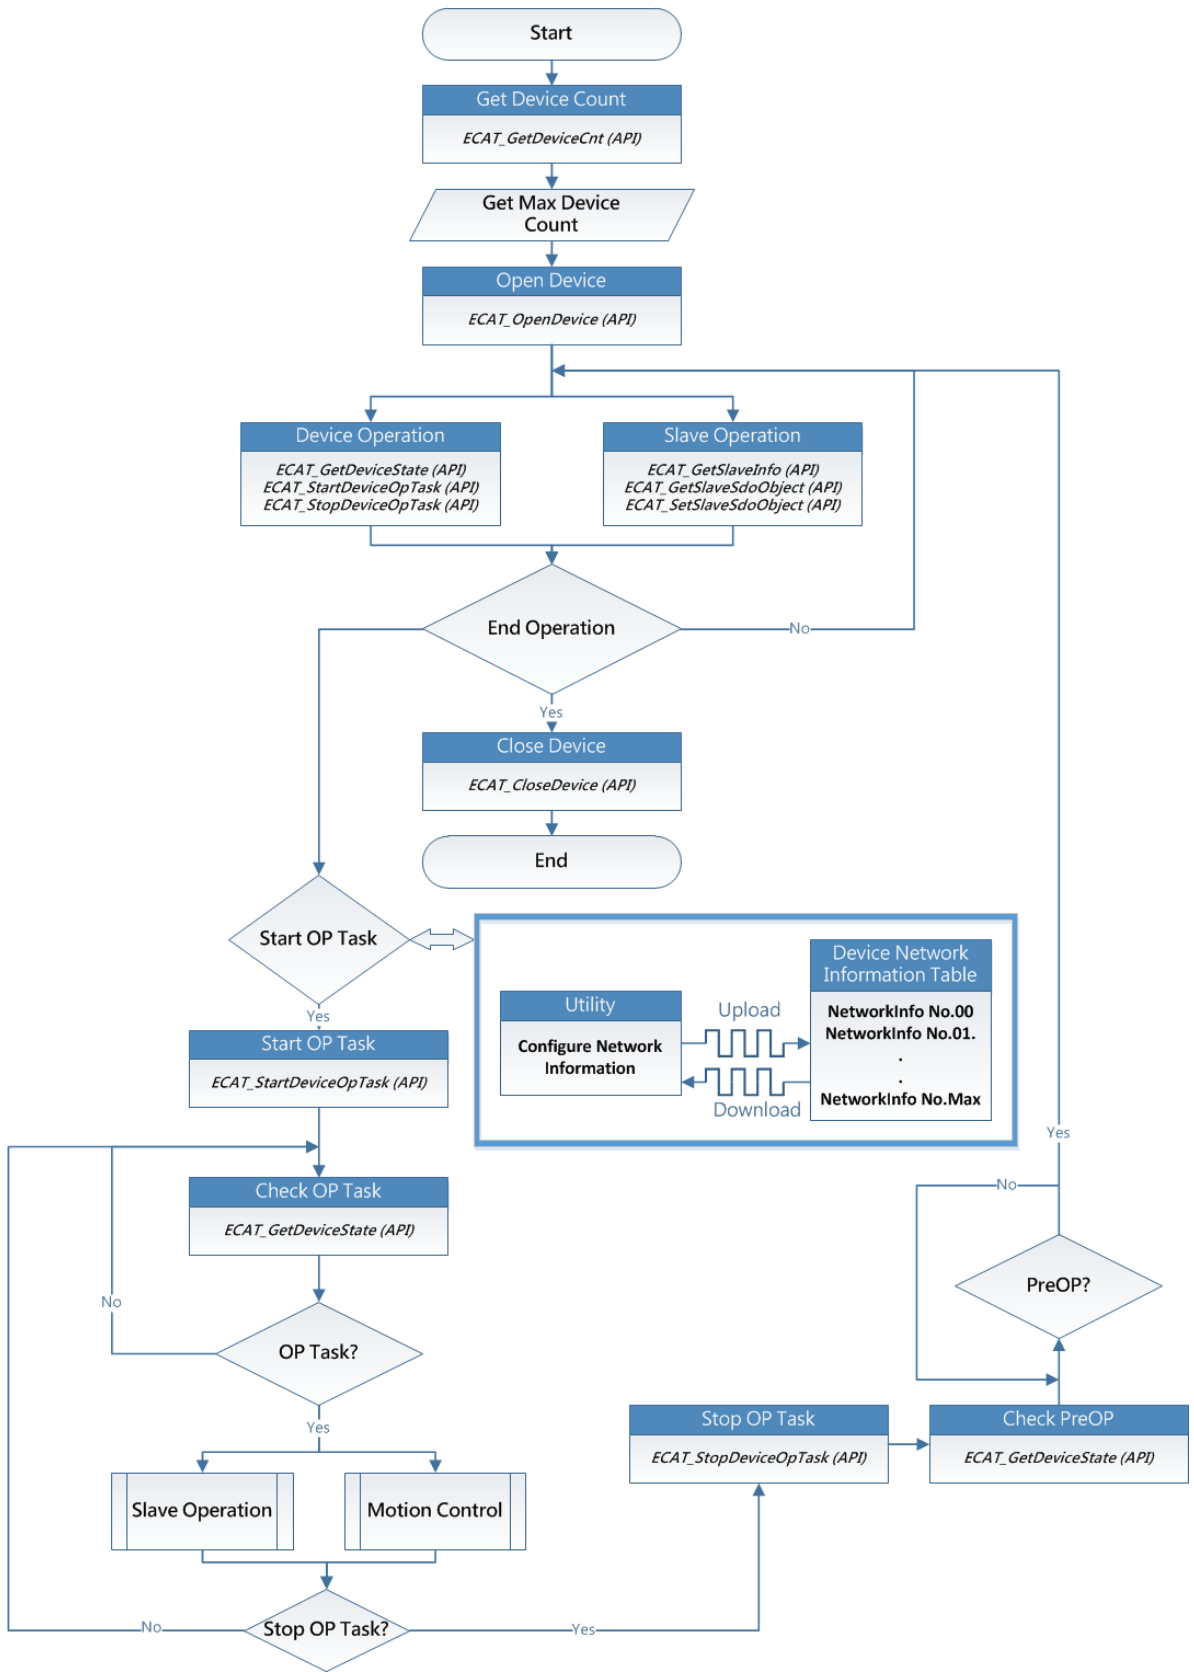 Start
Get Device Count
ECAT_GetDeviceCnt (API)
Get Max Device
Count
Open Device
ECAT_OpenDevice (API)
Device Operation
ECAT_GetDeviceState (API)
ECAT_StartDeviceOpTask (API)
ECAT_StopDeviceOpTask (API)
Slave Operation
ECAT_GetSlaveInfo (API)
ECAT_GetSlaveSdoObject (API)
ECAT_SetSlaveSdoObject (API)
End Operation
No
Yes
Close Device
ECAT_CloseDevice (API)
End
Start OP Task
Yes
Utility
Configure Network
Information
Upload
Download
Device Network
Information Table
NetworkInfo No.00
NetworkInfo No.01.
.
.
NetworkInfo No.Max
Start OP Task
ECAT_StartDeviceOpTask (API)
Check OP Task
ECAT_GetDeviceState (API)
No
OP Task?
Yes
Slave Operation
Motion Control
Stop OP Task?
No
Yes
Stop OP Task
ECAT_StopDeviceOpTask (API)
Check PreOP
ECAT_GetDeviceState (API)
PreOP?
No
Yes